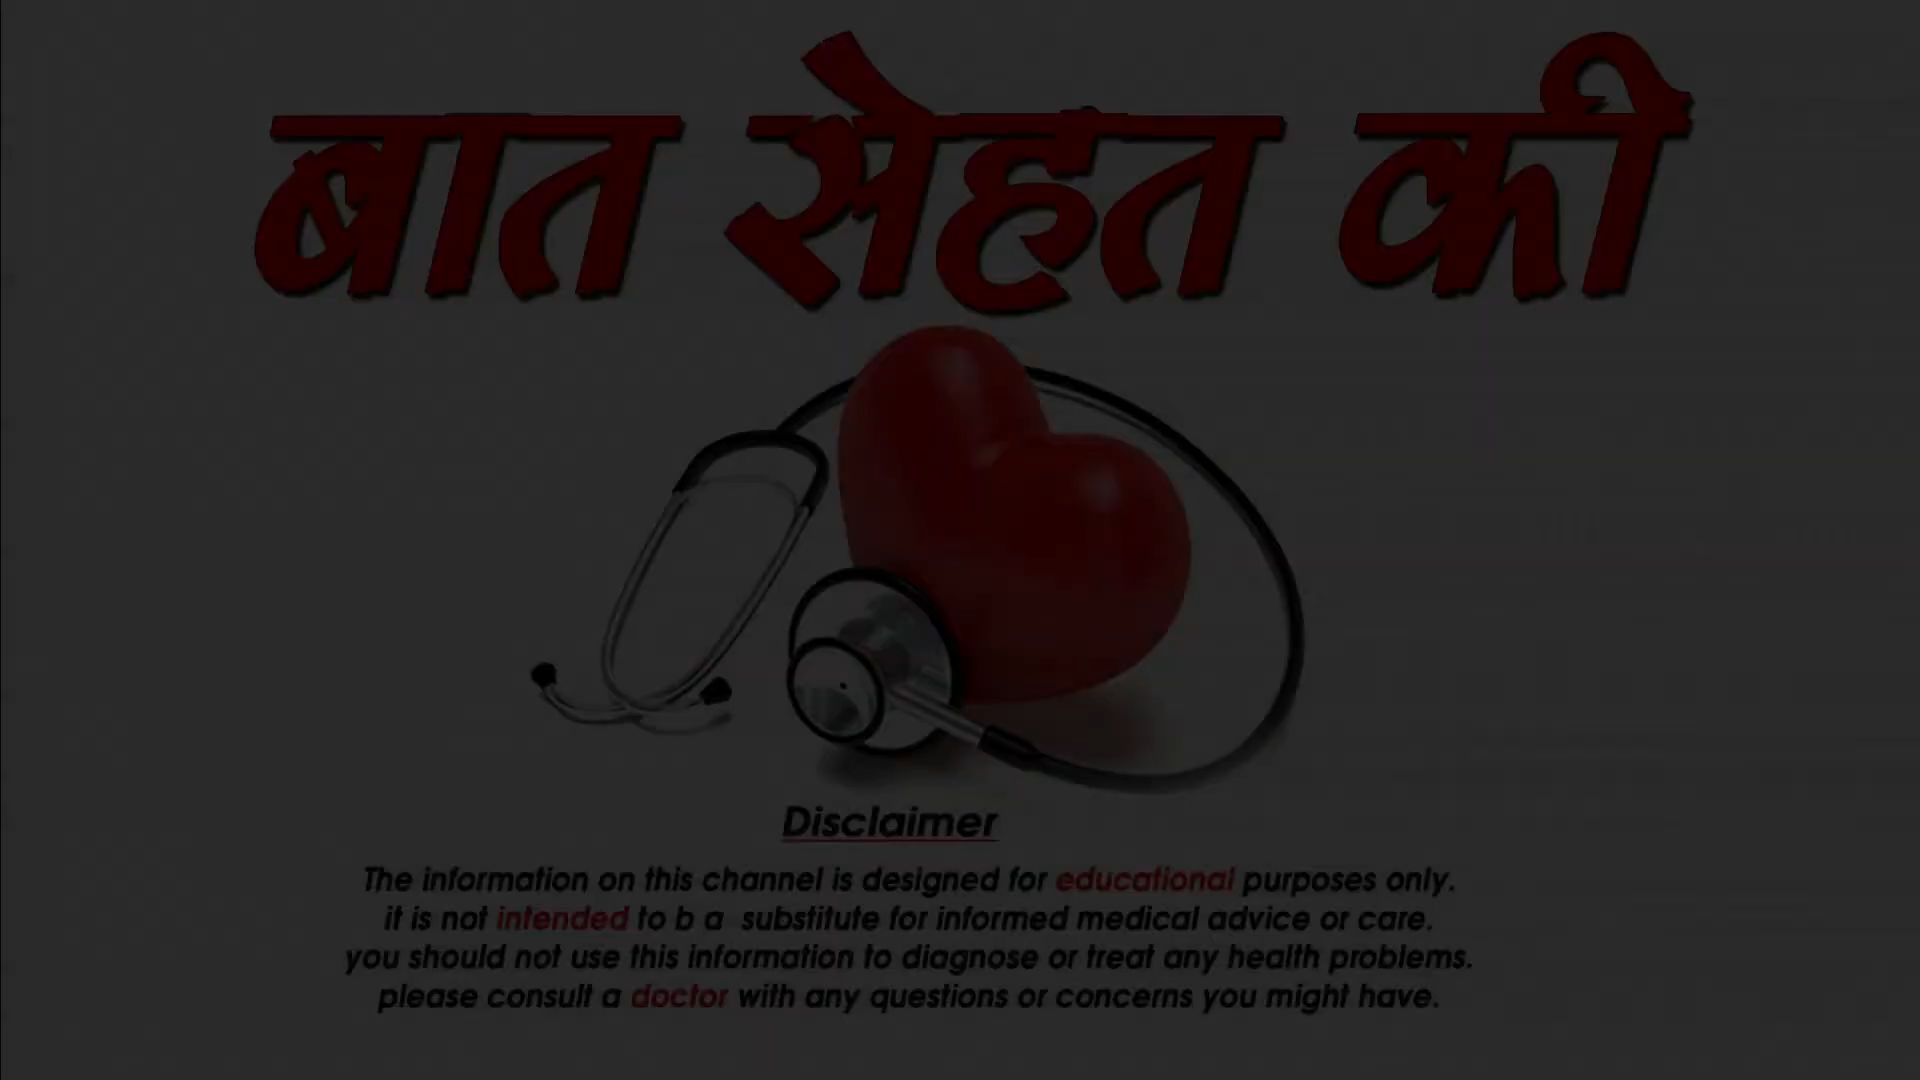 बात सेहत की
Disclaimer
The information on this channel is designed for educational purposes only.
it is not intended to b a substitute for informed medical advice or care.
you should not use this information to diagnose or treat any health problems.
please consult a doctor with any questions or concerns you might have.